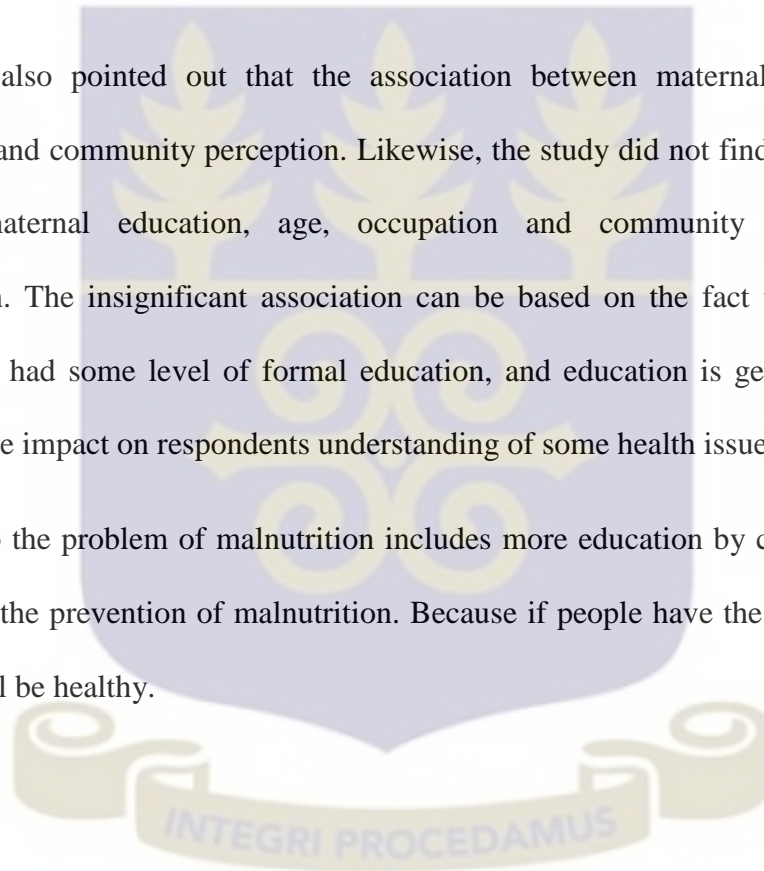 also pointed out that the association between maternal
and community perception. Likewise, the study did not find
maternal education, age, occupation and community
. The insignificant association can be based on the fact
had some level of formal education, and education is
impact on respondents understanding of some health
the problem of malnutrition includes more education by
the prevention of malnutrition. Because if people have the
be healthy.
INTEGRI PROCEDAMUS